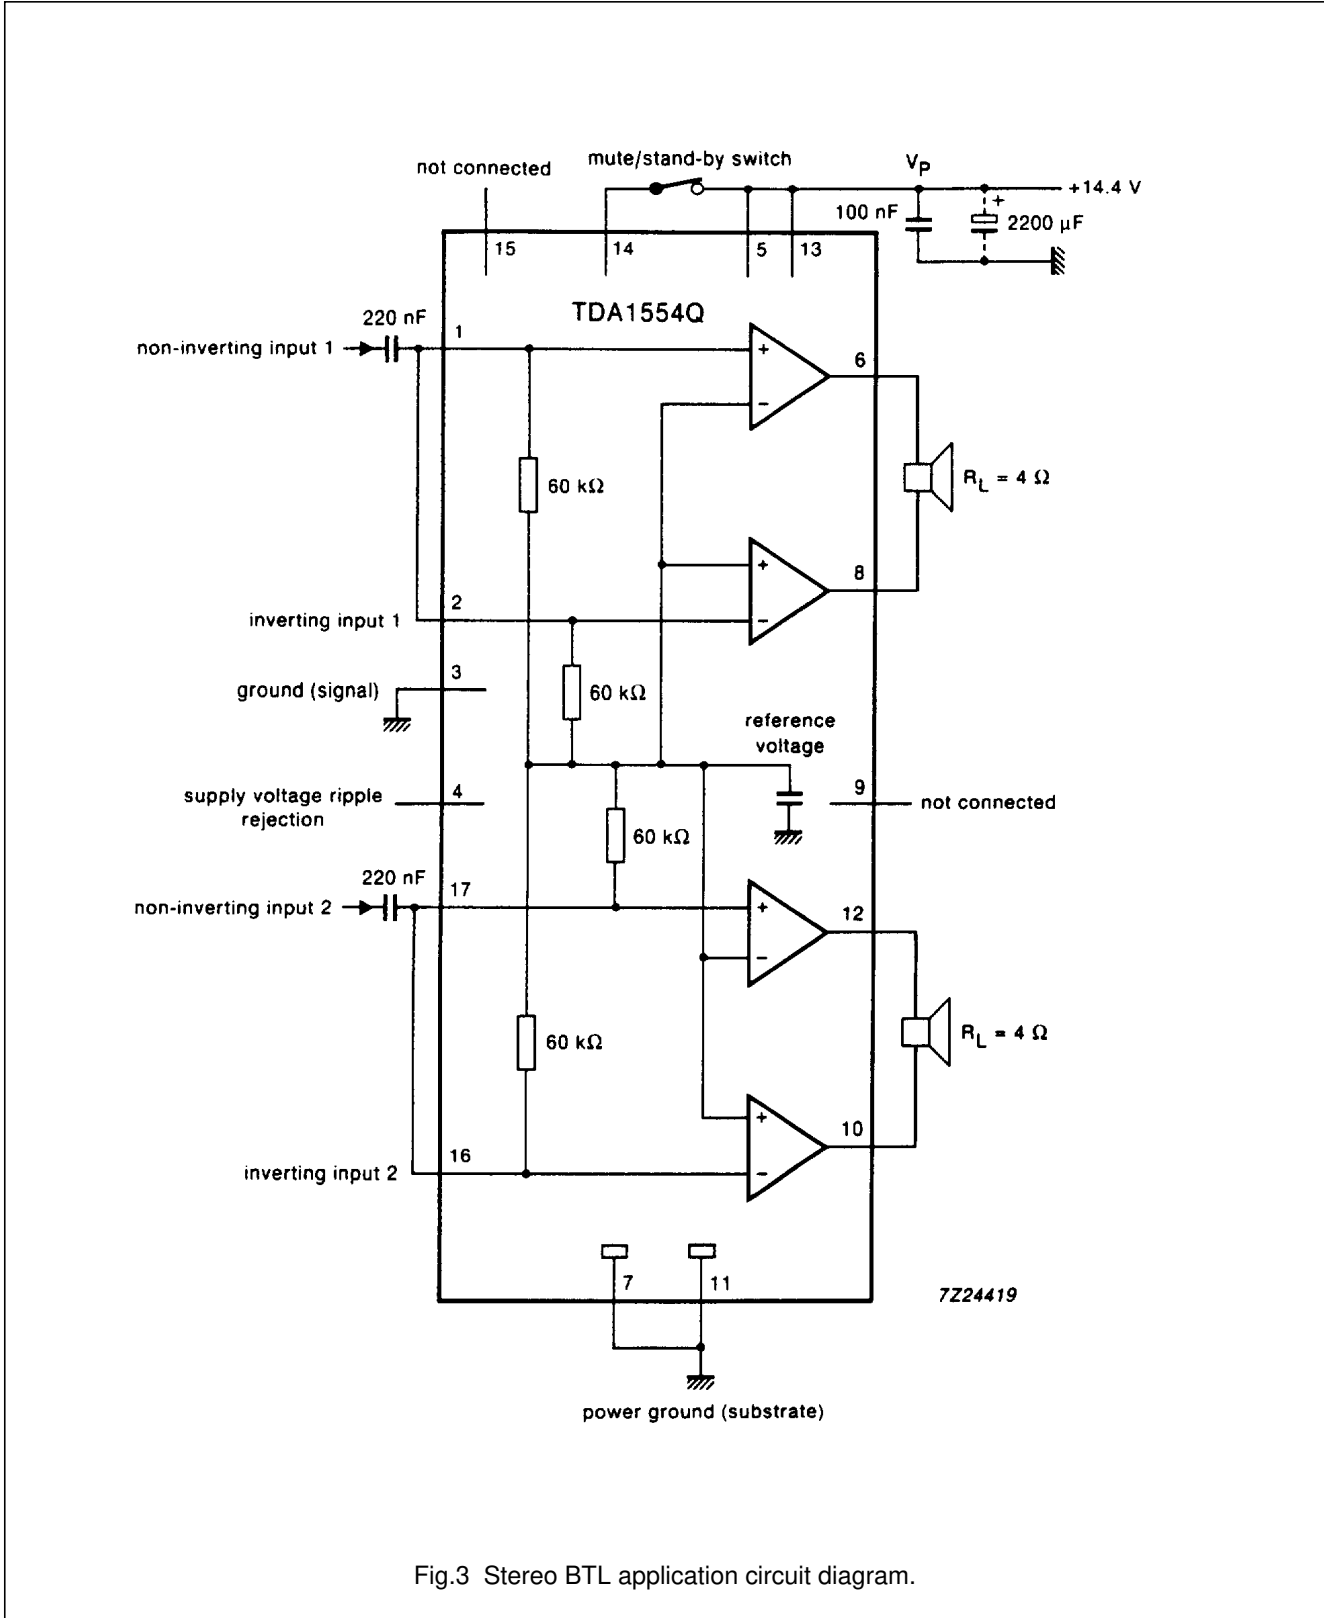 not connected
mute/stand-by switch
VP
+14.4 V
100 nF
+
2200 µF
15
14
5
13
TDA1554Q
220 nF
1
non-inverting input 1
+
−
6
60 kΩ
RL = 4 Ω
+
−
8
2
inverting input 1
3
ground (signal)
60 kΩ
reference
voltage
4
supply voltage ripple
rejection
9
not connected
60 kΩ
220 nF
17
non-inverting input 2
+
−
12
60 kΩ
RL = 4 Ω
+
−
10
16
inverting input 2
7
11
7Z24419
power ground (substrate)
Fig.3 Stereo BTL application circuit diagram.